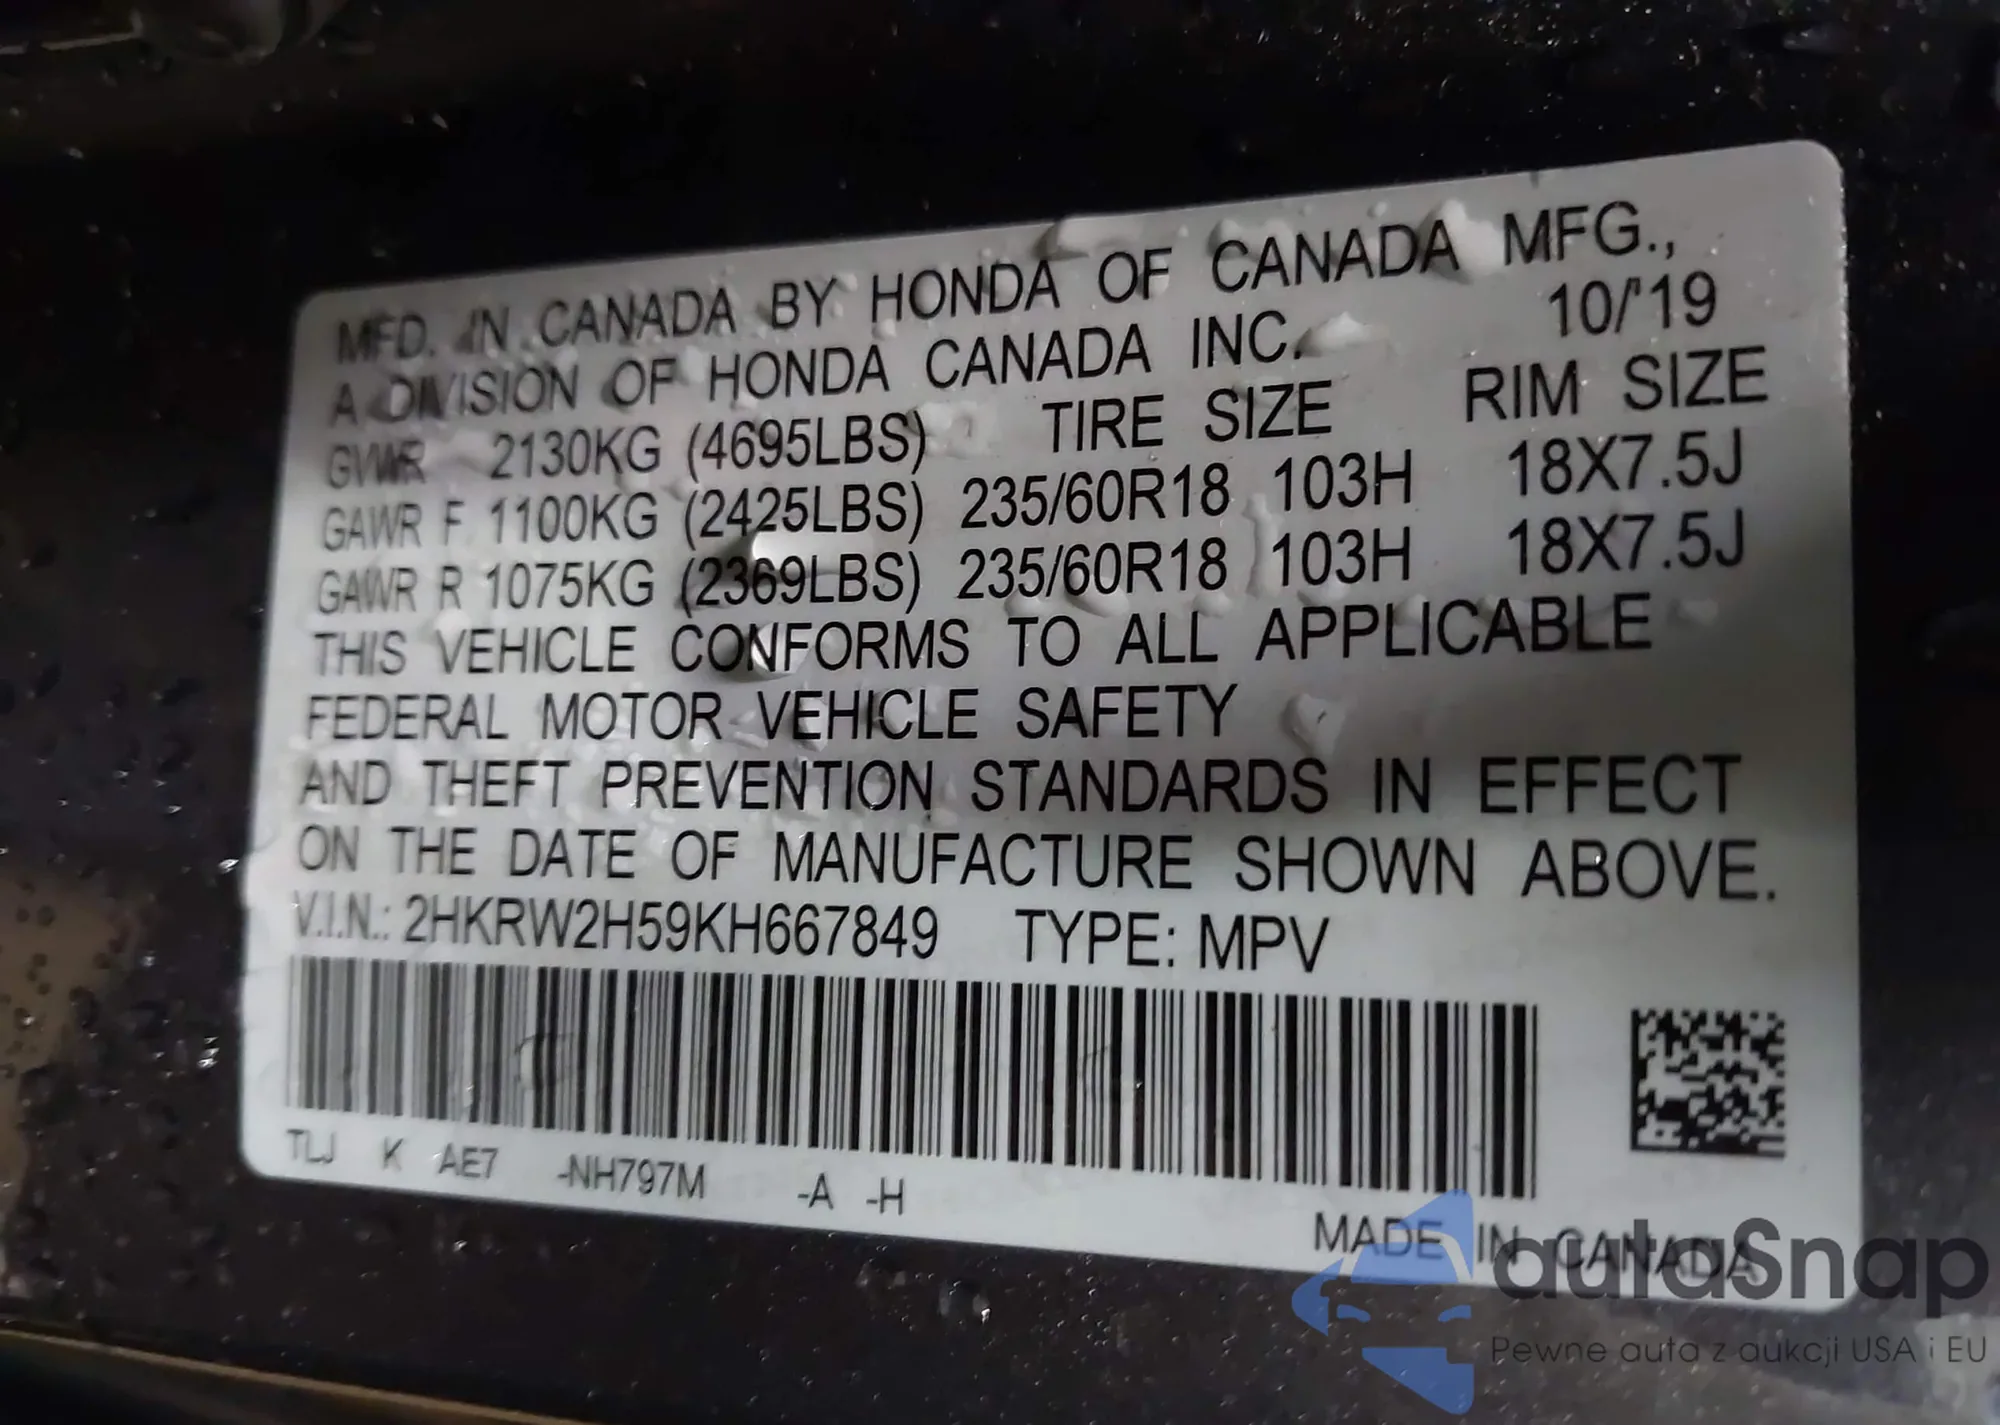 MFD. IN CANADA BY HONDA OF CANADA MFG.,
A DIVISION OF HONDA CANADA INC. 10/'19
GVWR 2130KG (4695LBS) TIRE SIZE RIM SIZE
GAWR F 1100KG (2425LBS) 235/60R18 103H 18X7.5J
GAWR R 1075KG (2369LBS) 235/60R18 103H 18X7.5J
THIS VEHICLE CONFORMS TO ALL APPLICABLE
FEDERAL MOTOR VEHICLE SAFETY
AND THEFT PREVENTION STANDARDS IN EFFECT
ON THE DATE OF MANUFACTURE SHOWN ABOVE.
V.I.N.: 2HKRW2H59KH667849 TYPE: MPV
TLJ K AE7 -NH797M -A -H
MADE IN CANADA
autaSnap
Pewne auta z aukcji USA i EU